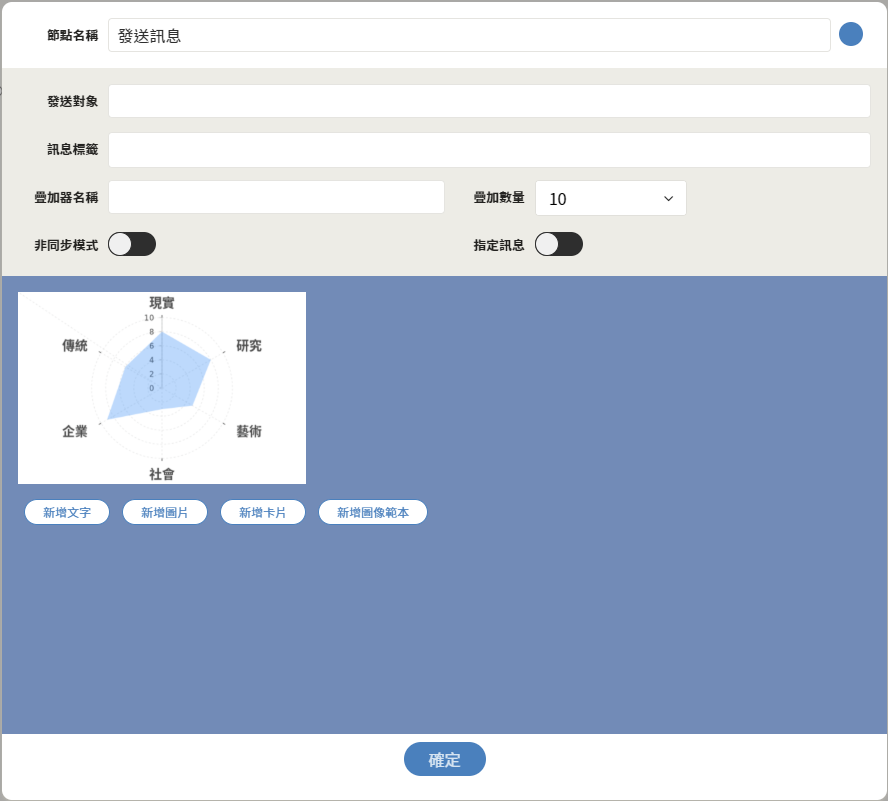 節點名稱 發送訊息
發送對象
訊息標籤
疊加器名稱 疊加數量 10
非同步模式 指定訊息
現實
10
8
傳統 6 研究
4
2
0
企業 藝術
社會
新增文字 新增圖片 新增卡片 新增圖像範本
確定